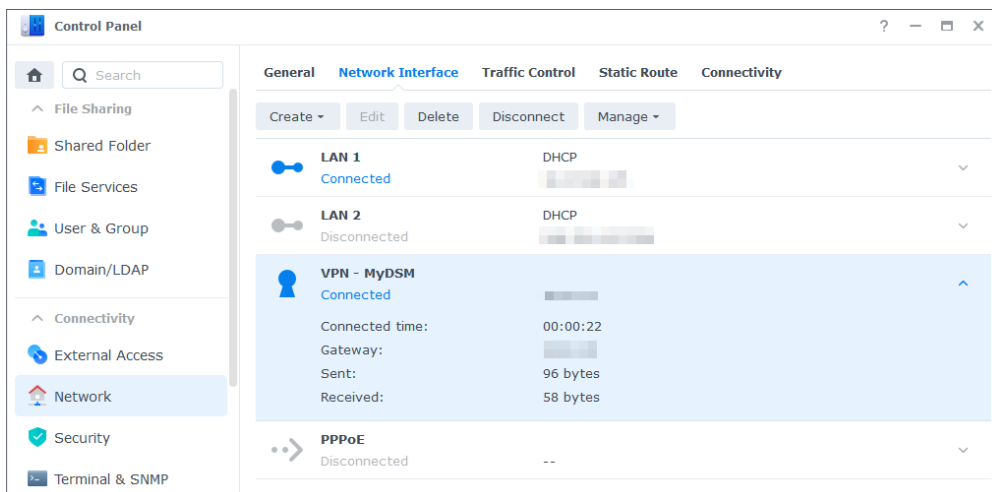 Control Panel
?
Search
File Sharing
Shared Folder
File Services
User & Group
Domain/LDAP
Connectivity
External Access
Network
Security
Terminal & SNMP
General Network Interface Traffic Control Static Route Connectivity
Create Edit Delete Disconnect Manage
LAN 1 DHCP
Connected
LAN 2 DHCP
Disconnected
VPN - MyDSM
Connected
Connected time: 00:00:22
Gateway:
Sent: 96 bytes
Received: 58 bytes
PPPoE
Disconnected --